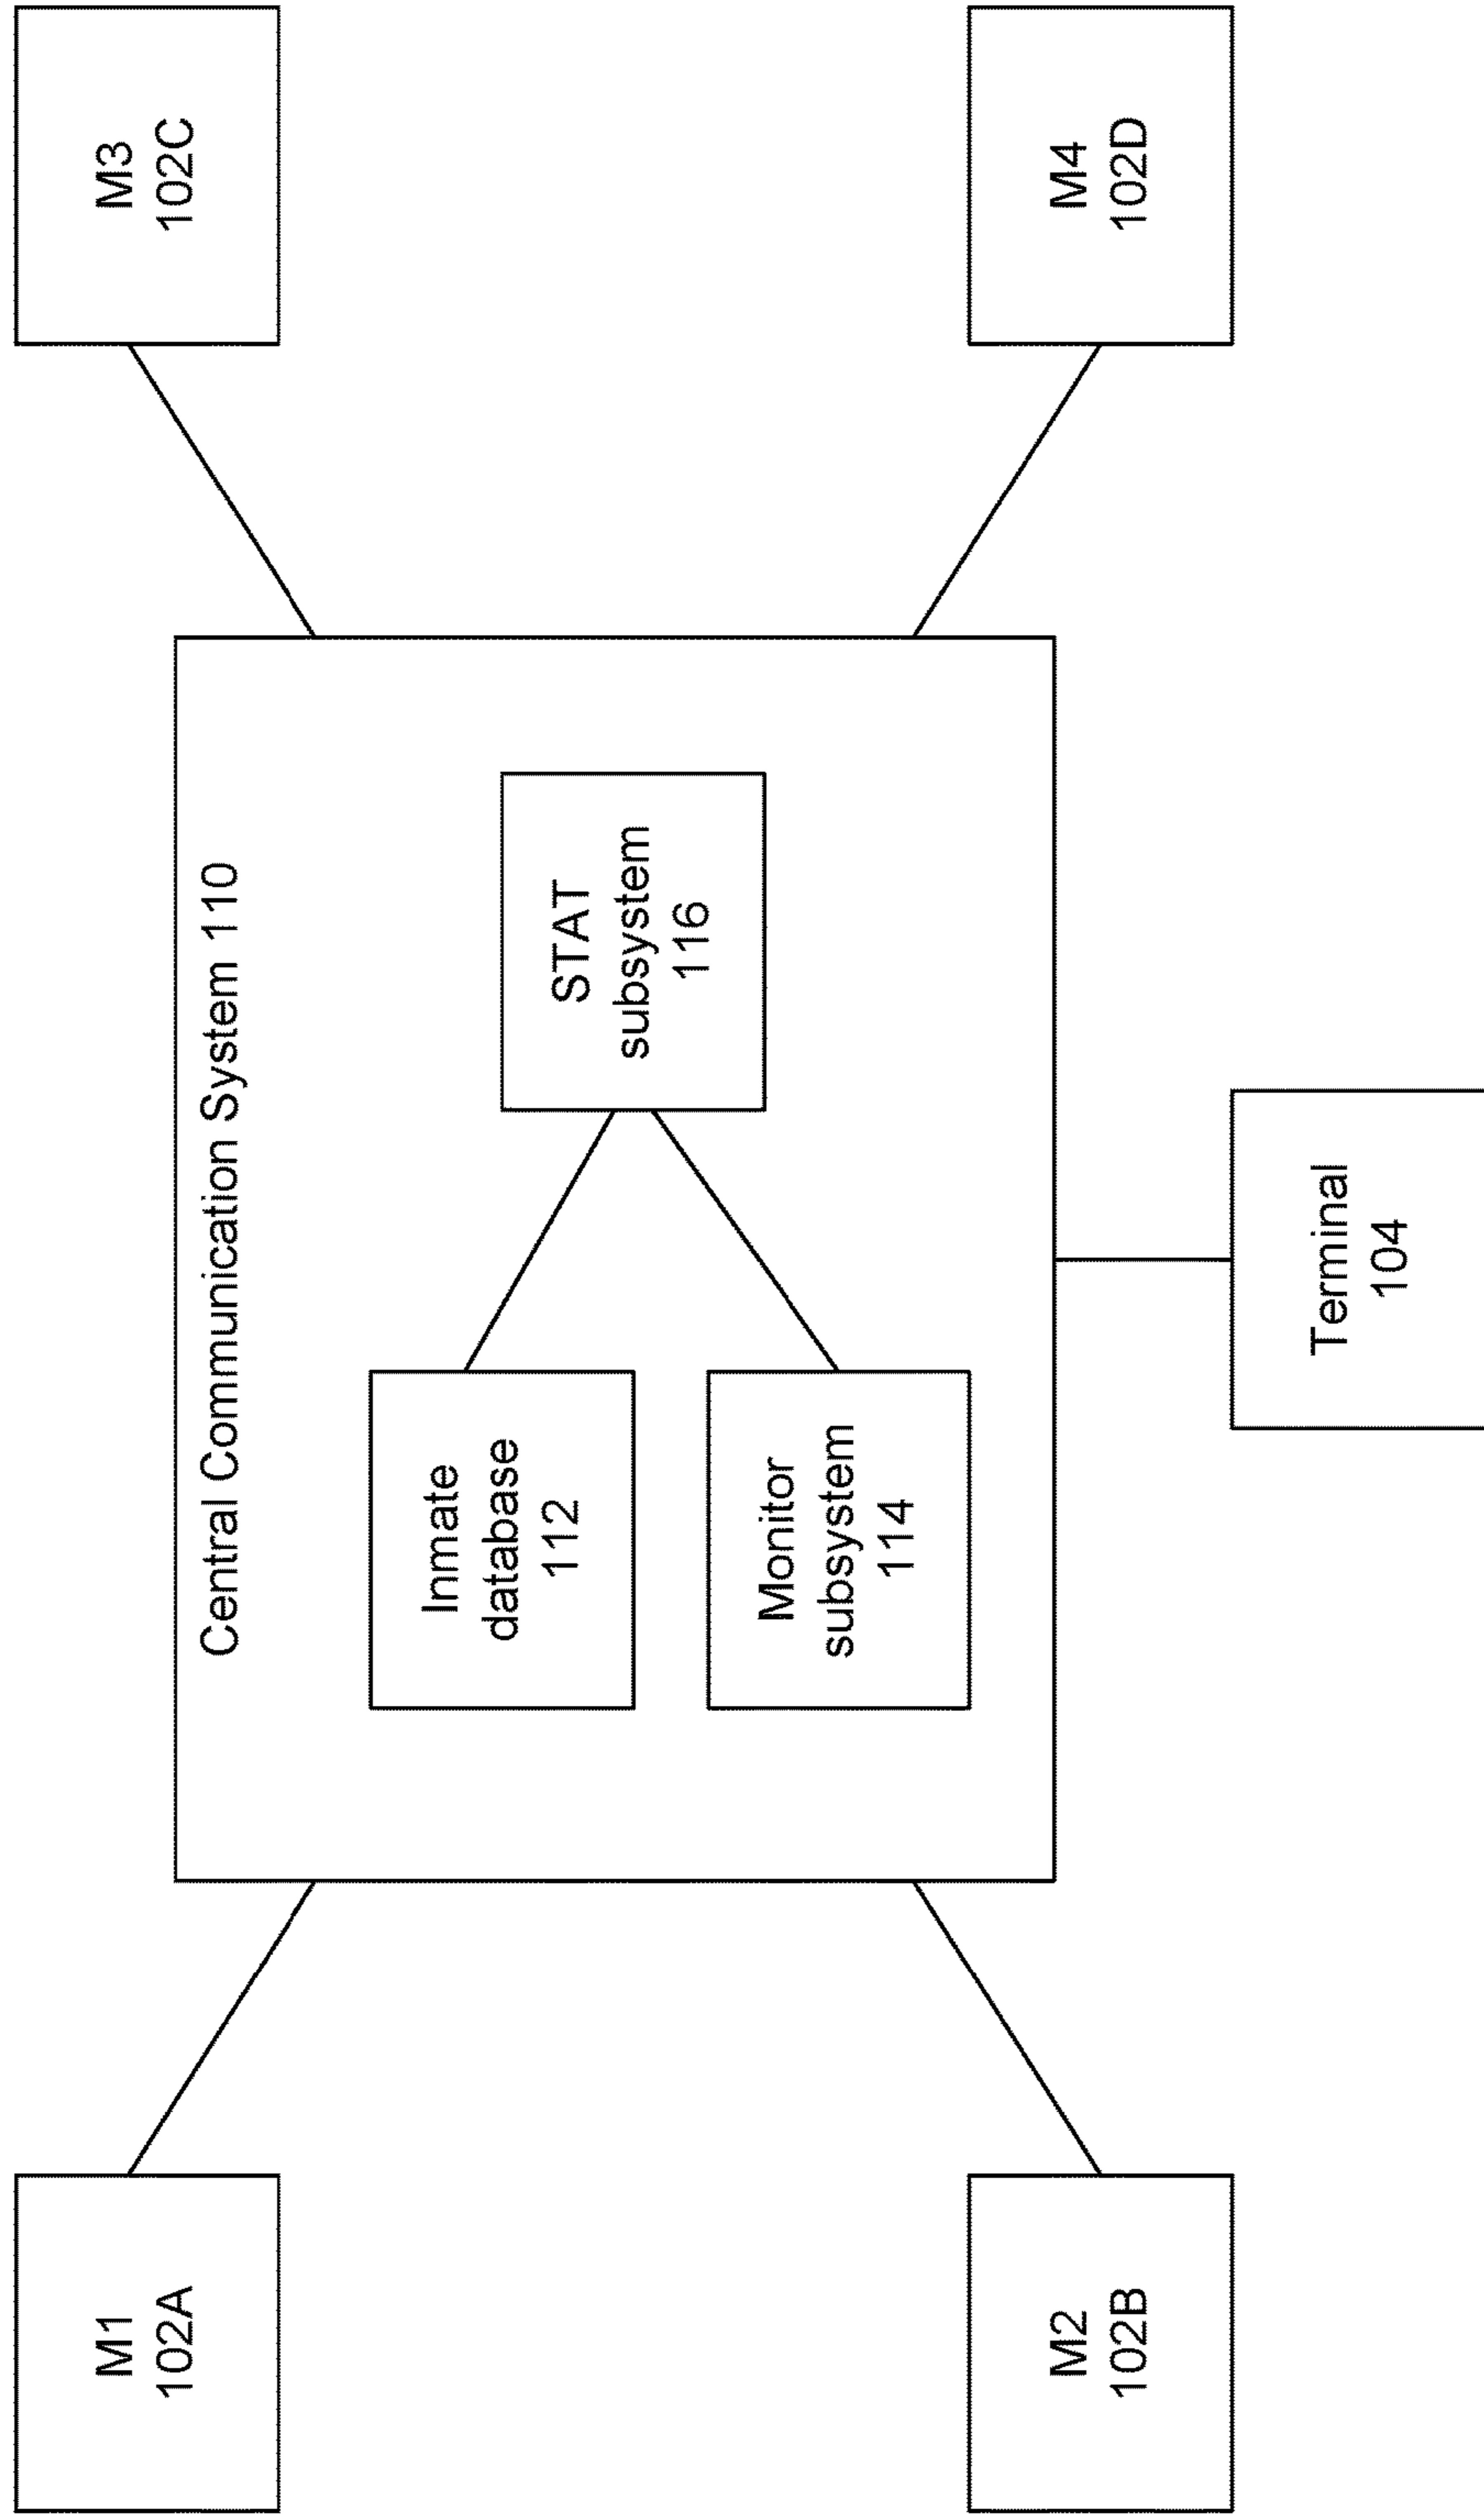 M1
102A
M3
102C
Central Communication System 110
Inmate
database
112
STAT
subsystem
116
Monitor
subsystem
114
M2
102B
M4
102D
Terminal
104